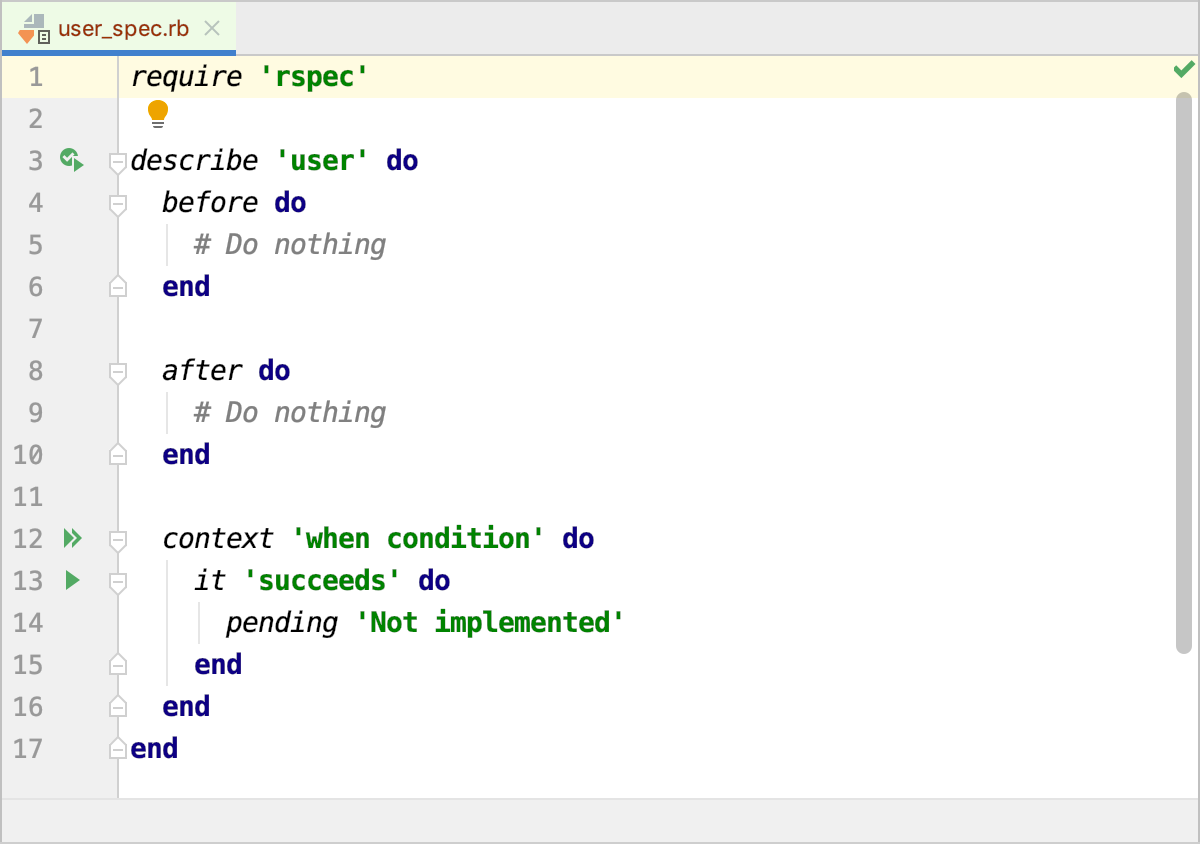 user_spec.rb
1 require 'rspec'
2
3 describe 'user' do
4 before do
5 # Do nothing
6 end
7
8 after do
9 # Do nothing
10 end
11
12 context 'when condition' do
13 it 'succeeds' do
14 pending 'Not implemented'
15 end
16 end
17 end